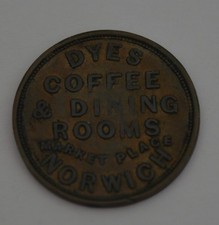 DYES
COFFEE
& DINING
ROOMS
MARKET PLACE
NORWICH